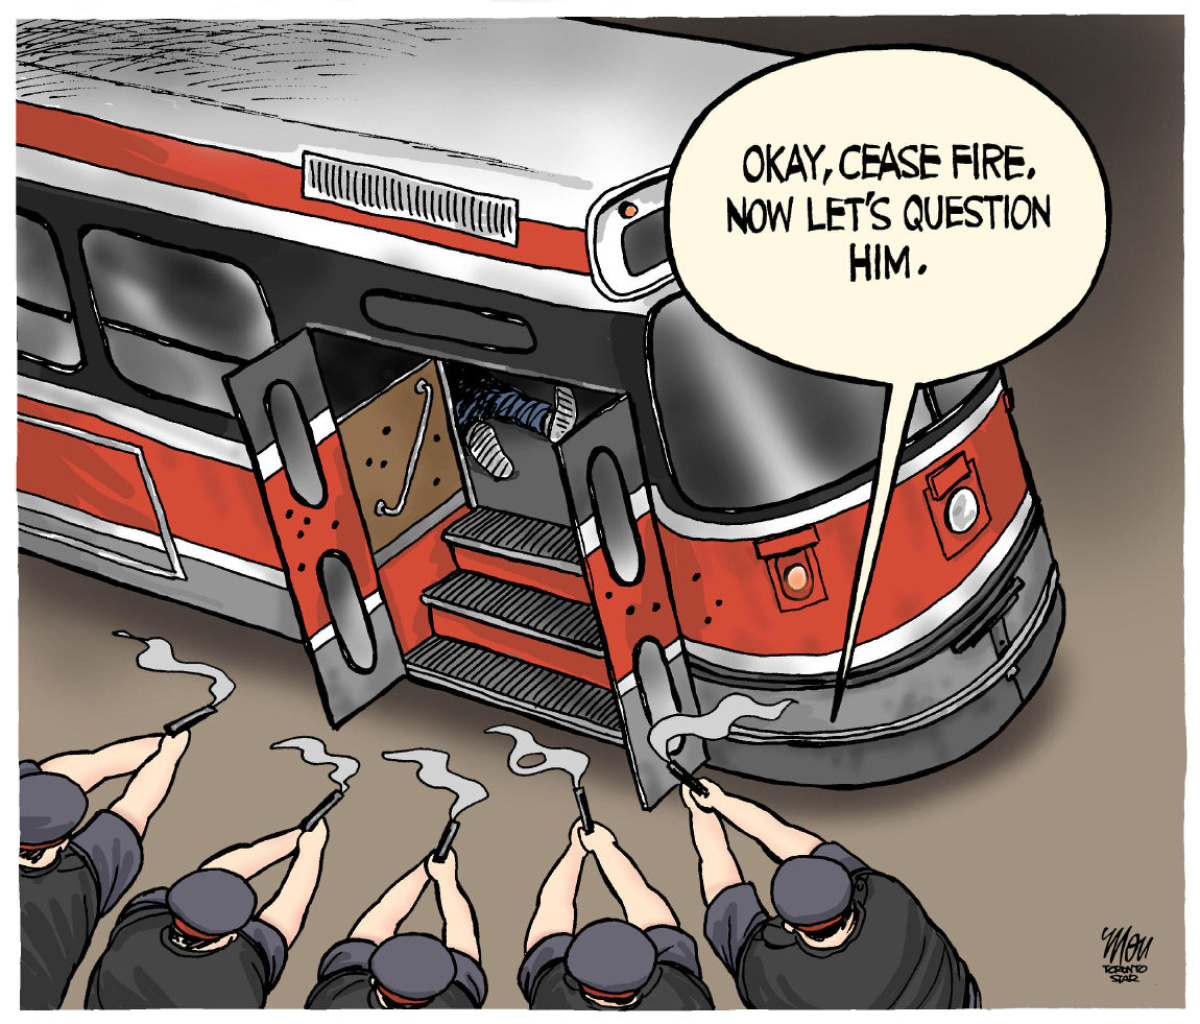 OKAY, CEASE FIRE.
NOW LET'S QUESTION
HIM.
Mou
TORONTO
STAR